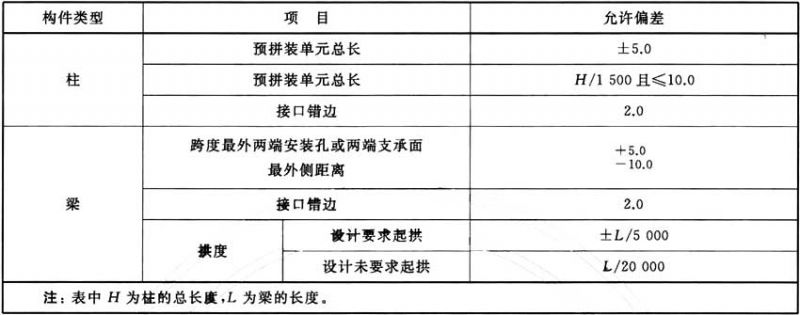 构件类型 项 目 允许偏差
柱 预拼装单元总长 ±5.0
预拼装单元总长 H/1 500 且≤10.0
接口错边 2.0
梁 跨度最外两端安装孔或两端支承面
最外侧距离 +5.0
−10.0
接口错边 2.0
拱度 设计要求起拱 ±L/5 000
设计未要求起拱 L/20 000
注：表中 H 为柱的总长度，L 为梁的长度。